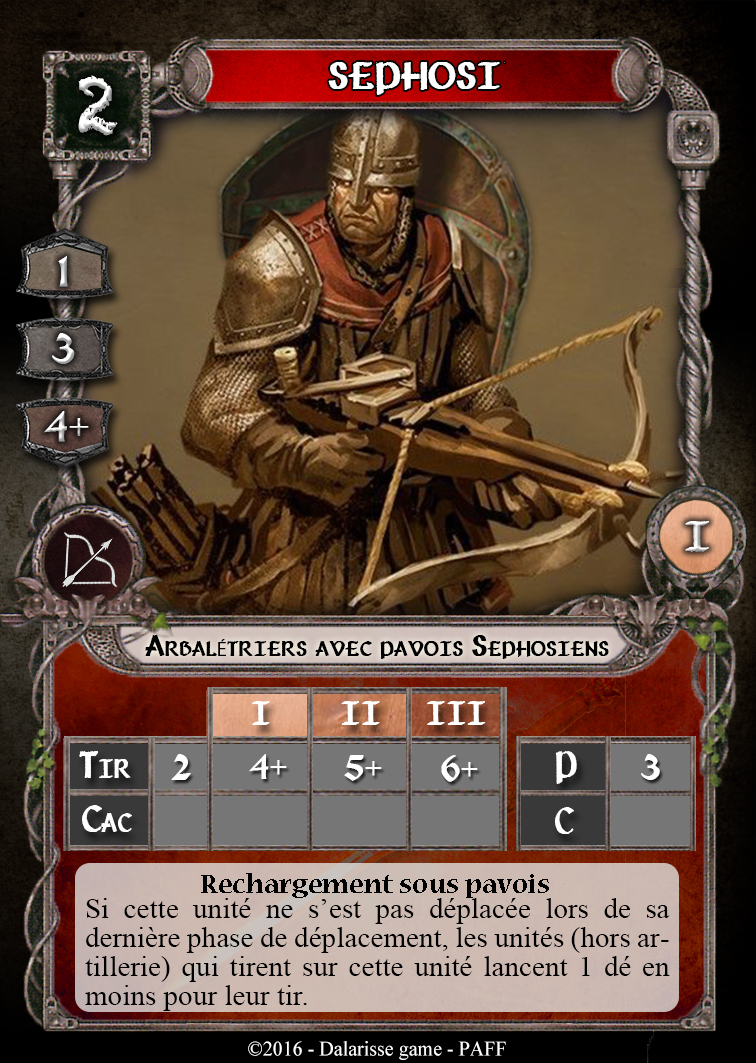 SEPHOSI
2
1
3
4+
I
Arbalétriers avec pavois Sephosiens
I II III
Tir 2 4+ 5+ 6+ P 3
Cac C
Rechargement sous pavois
Si cette unité ne s'est pas déplacée lors de sa
dernière phase de déplacement, les unités (hors ar-
tillerie) qui tirent sur cette unité lancent 1 dé en
moins pour leur tir.
©2016 - Dalarisse game - PAFF